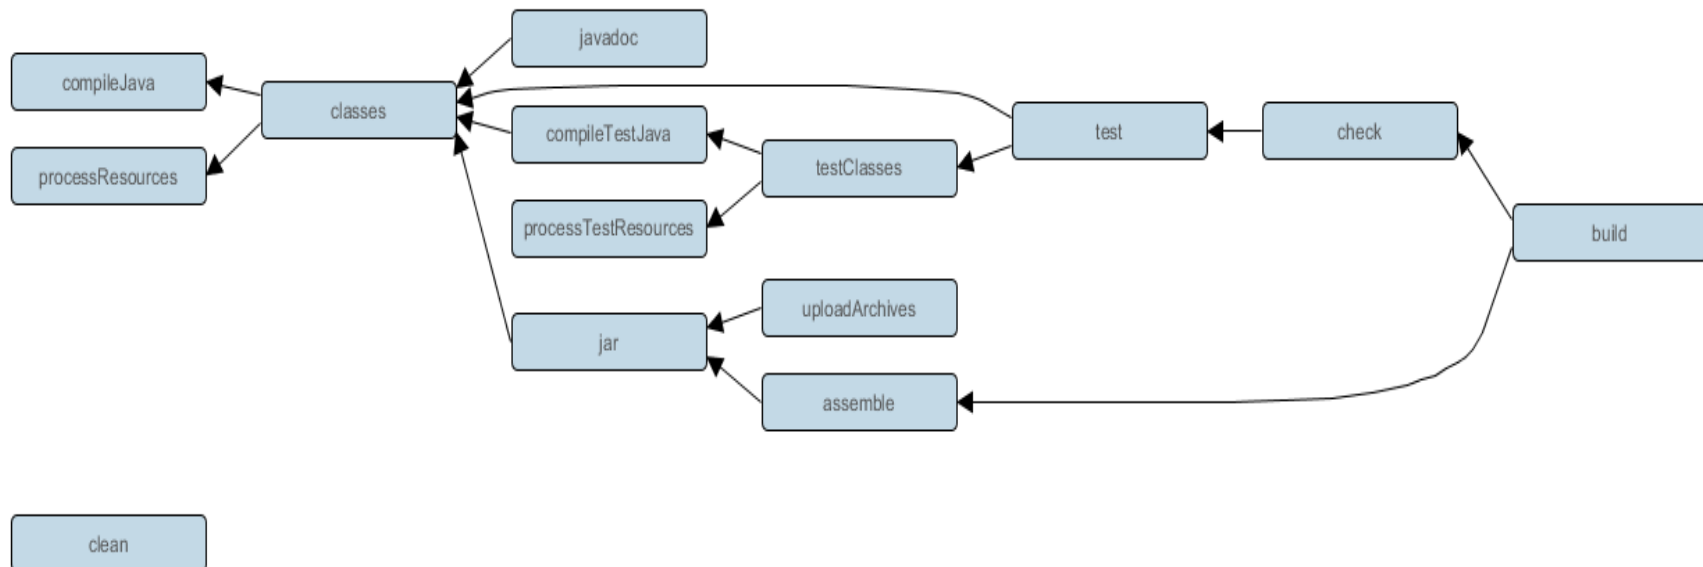 javadoc
compileJava
classes
compileTestJava
test
check
testClasses
processResources
processTestResources
build
uploadArchives
jar
assemble
clean